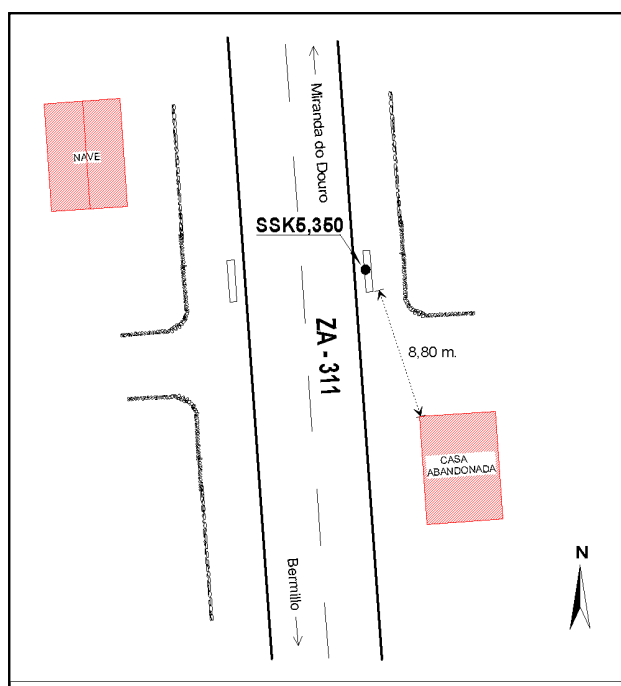 Miranda do Douro
NAVE
SSK5,350
ZA - 311
8,80 m.
CASA
ABANDONADA
N
Bermillo